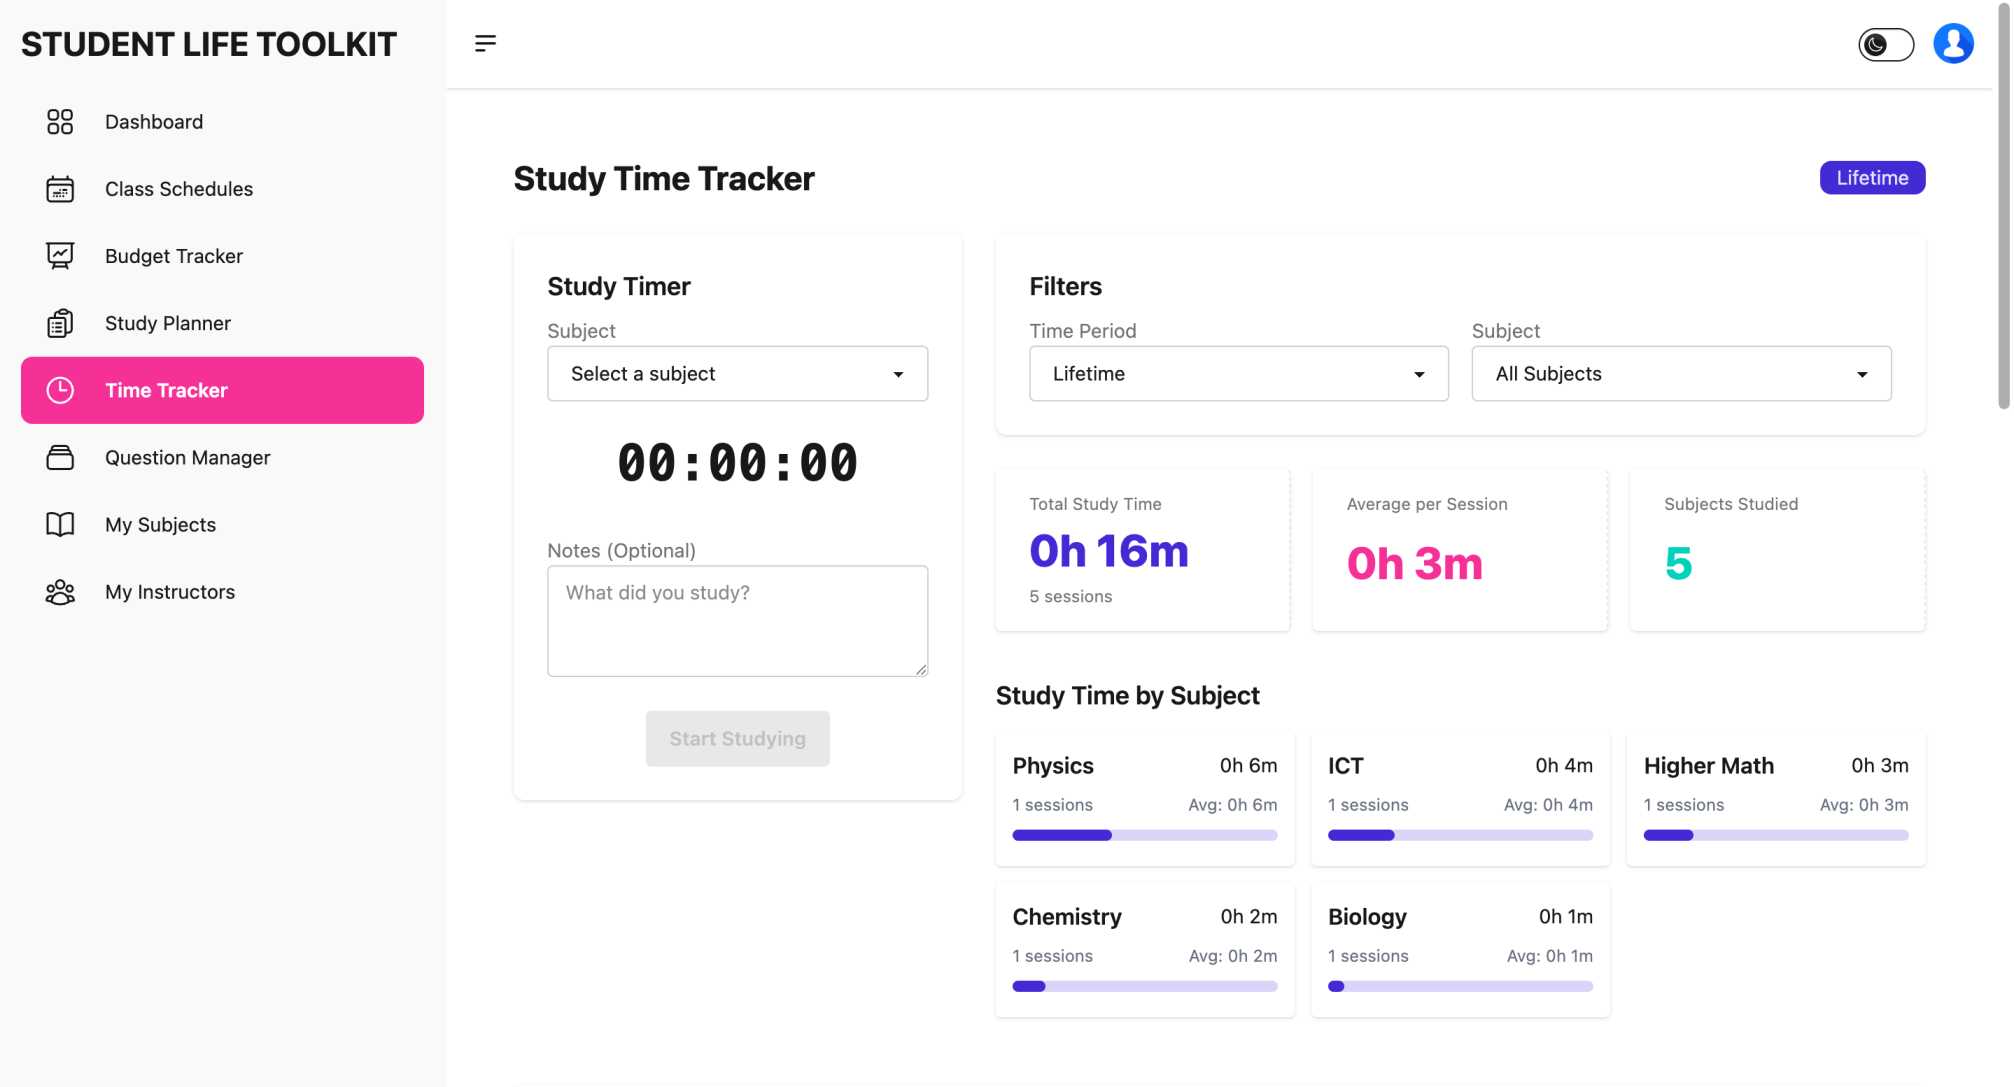 STUDENT LIFE TOOLKIT
Dashboard
Class Schedules
Budget Tracker
Study Planner
Time Tracker
Question Manager
My Subjects
My Instructors
Study Time Tracker
Lifetime
Study Timer
Subject
Select a subject
00:00:00
Notes (Optional)
What did you study?
Start Studying
Filters
Time Period
Lifetime
Subject
All Subjects
Total Study Time
0h 16m
5 sessions
Average per Session
0h 3m
Subjects Studied
5
Study Time by Subject
Physics 0h 6m
1 sessions Avg: 0h 6m
ICT 0h 4m
1 sessions Avg: 0h 4m
Higher Math 0h 3m
1 sessions Avg: 0h 3m
Chemistry 0h 2m
1 sessions Avg: 0h 2m
Biology 0h 1m
1 sessions Avg: 0h 1m